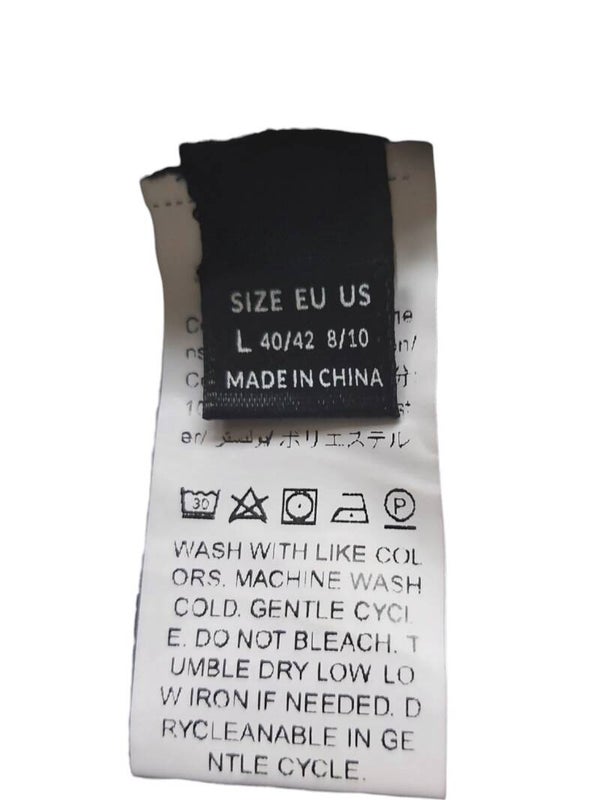 SIZE EU US
L 40/42 8/10
MADE IN CHINA
er/ بوليستر/ ポリエステル
30
P
WASH WITH LIKE COL
ORS. MACHINE WASH
COLD. GENTLE CYCL
E. DO NOT BLEACH. T
UMBLE DRY LOW LO
W IRON IF NEEDED. D
RYCLEANABLE IN GE
NTLE CYCLE.